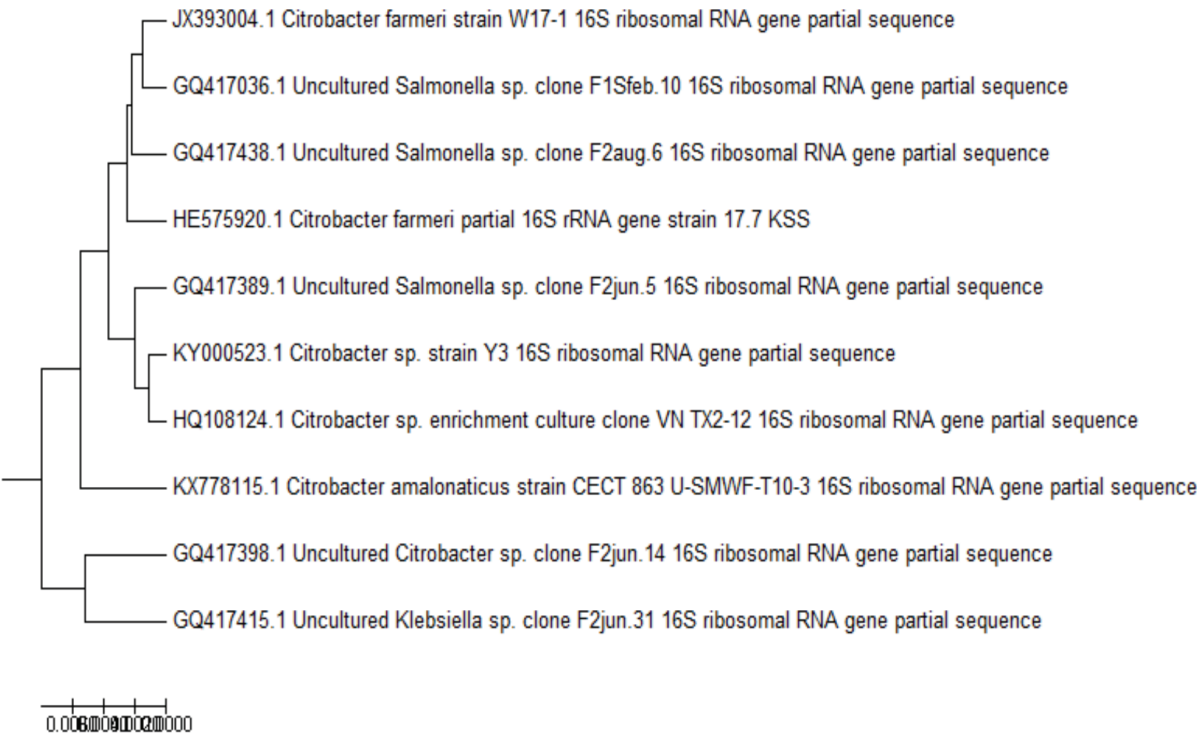 JX393004.1 Citrobacter farmeri strain W17-1 16S ribosomal RNA gene partial sequence
GQ417036.1 Uncultured Salmonella sp. clone F1Sfeb.10 16S ribosomal RNA gene partial sequence
GQ417438.1 Uncultured Salmonella sp. clone F2aug.6 16S ribosomal RNA gene partial sequence
HE575920.1 Citrobacter farmeri partial 16S rRNA gene strain 17.7 KSS
GQ417389.1 Uncultured Salmonella sp. clone F2jun.5 16S ribosomal RNA gene partial sequence
KY000523.1 Citrobacter sp. strain Y3 16S ribosomal RNA gene partial sequence
HQ108124.1 Citrobacter sp. enrichment culture clone VN TX2-12 16S ribosomal RNA gene partial sequence
KX778115.1 Citrobacter amalonaticus strain CECT 863 U-SMWF-T10-3 16S ribosomal RNA gene partial sequence
GQ417398.1 Uncultured Citrobacter sp. clone F2jun.14 16S ribosomal RNA gene partial sequence
GQ417415.1 Uncultured Klebsiella sp. clone F2jun.31 16S ribosomal RNA gene partial sequence